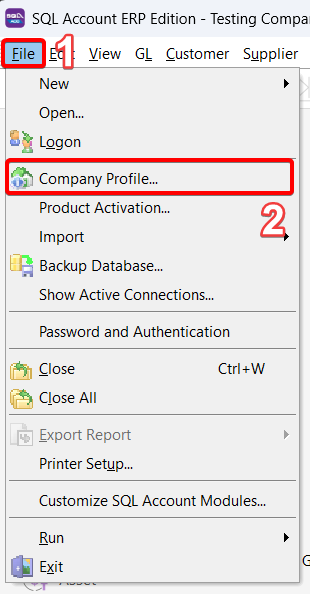 SQL Account ERP Edition - Testing Compa
File Edit View GL Customer Supplier
1
New
Open...
Logon
Company Profile...
2
Product Activation...
Import
Backup Database...
Show Active Connections...
Password and Authentication
Close Ctrl+W
Close All
Export Report
Printer Setup...
Customize SQL Account Modules...
Run
Exit
Asset